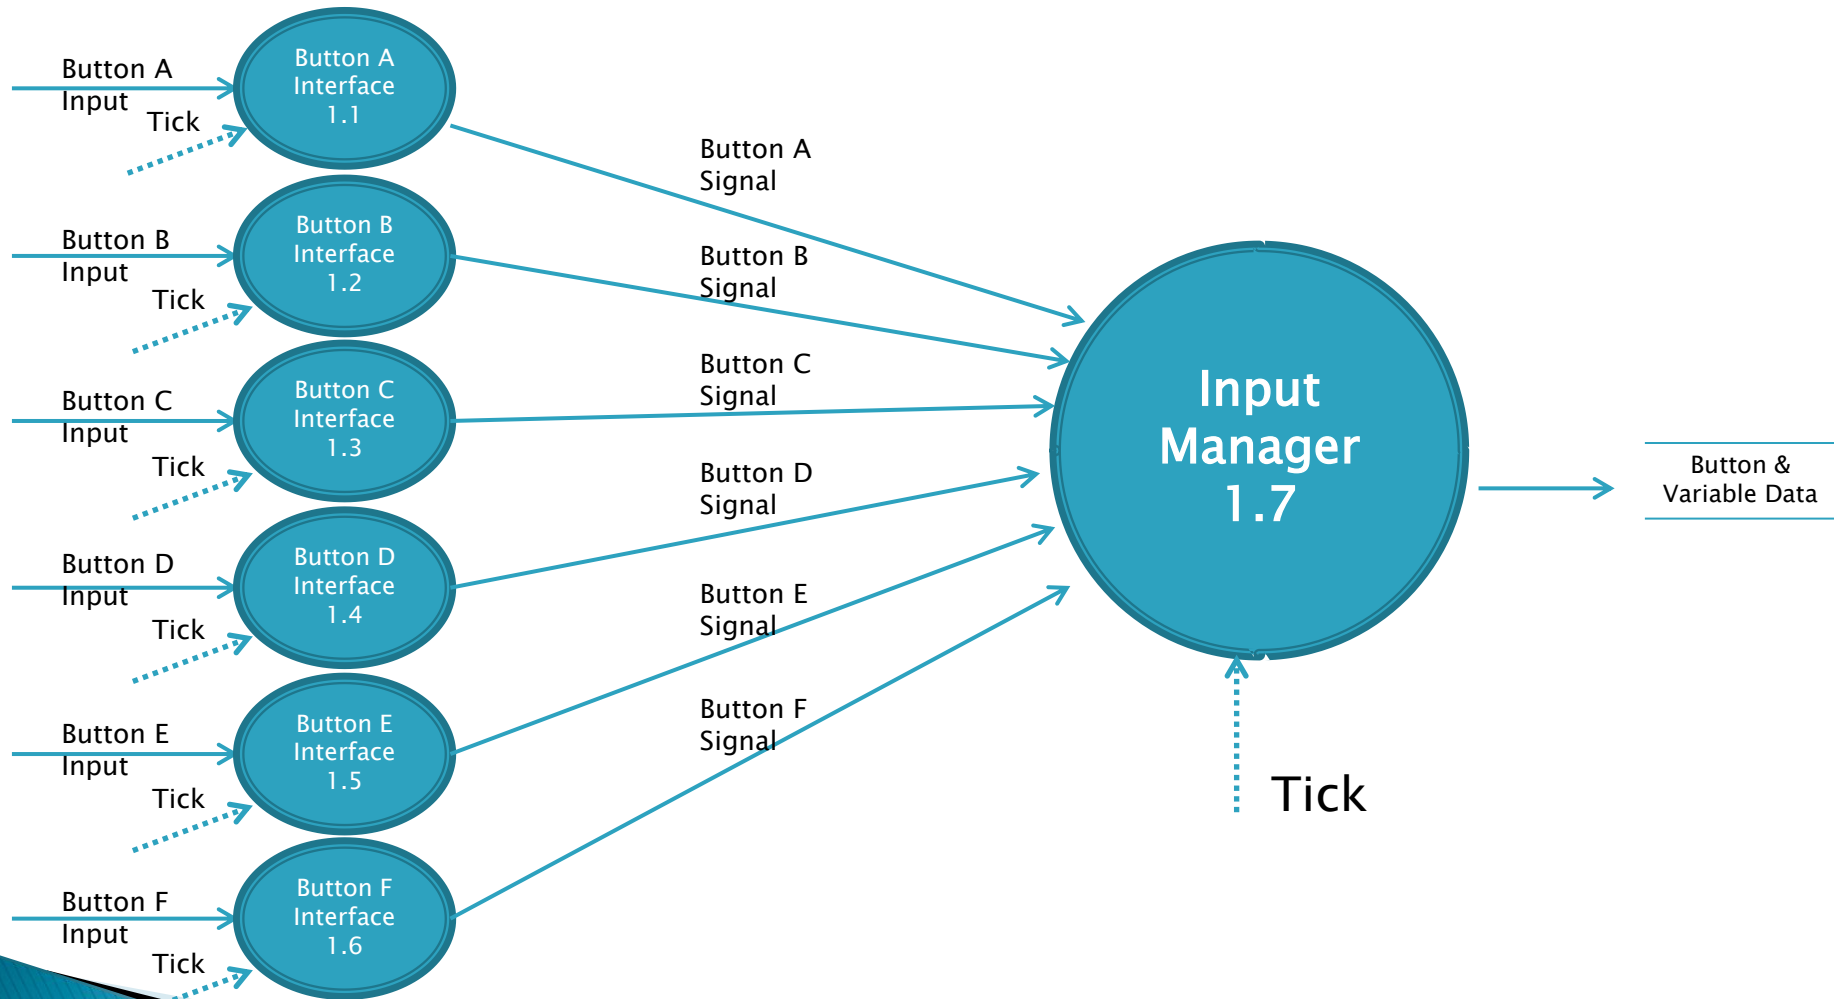 Button A
Input
Tick
Button A
Interface
1.1
Button A
Signal
Button B
Input
Tick
Button B
Interface
1.2
Button B
Signal
Button C
Input
Tick
Button C
Interface
1.3
Button C
Signal
Button D
Input
Tick
Button D
Interface
1.4
Button D
Signal
Button E
Input
Tick
Button E
Interface
1.5
Button E
Signal
Button F
Input
Tick
Button F
Interface
1.6
Button F
Signal
Input
Manager
1.7
Tick
Button &
Variable Data